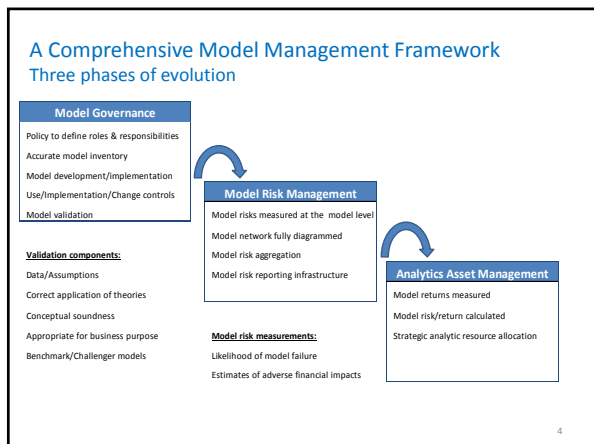 A Comprehensive Model Management Framework
Three phases of evolution
Model Governance
Policy to define roles & responsibilities
Accurate model inventory
Model development/implementation
Use/Implementation/Change controls
Model validation
Validation components:
Data/Assumptions
Correct application of theories
Conceptual soundness
Appropriate for business purpose
Benchmark/Challenger models
Model Risk Management
Model risks measured at the model level
Model network fully diagrammed
Model risk aggregation
Model risk reporting infrastructure
Model risk measurements:
Likelihood of model failure
Estimates of adverse financial impacts
Analytics Asset Management
Model returns measured
Model risk/return calculated
Strategic analytic resource allocation
4